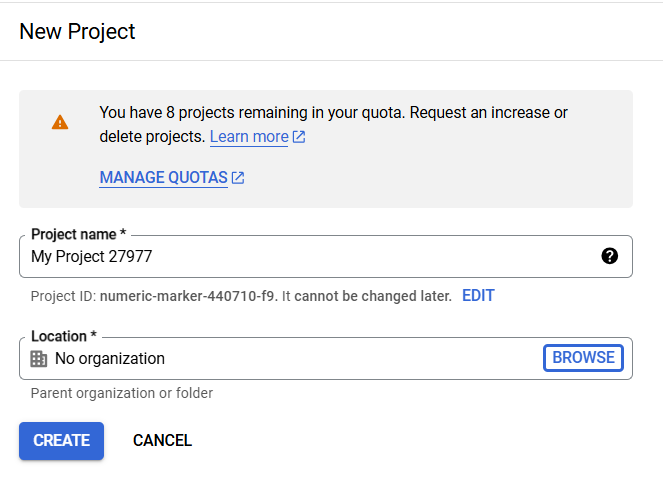 New Project
You have 8 projects remaining in your quota. Request an increase or
delete projects. Learn more
MANAGE QUOTAS
Project name *
My Project 27977
Project ID: numeric-marker-440710-f9. It cannot be changed later. EDIT
Location *
No organization BROWSE
Parent organization or folder
CREATE CANCEL